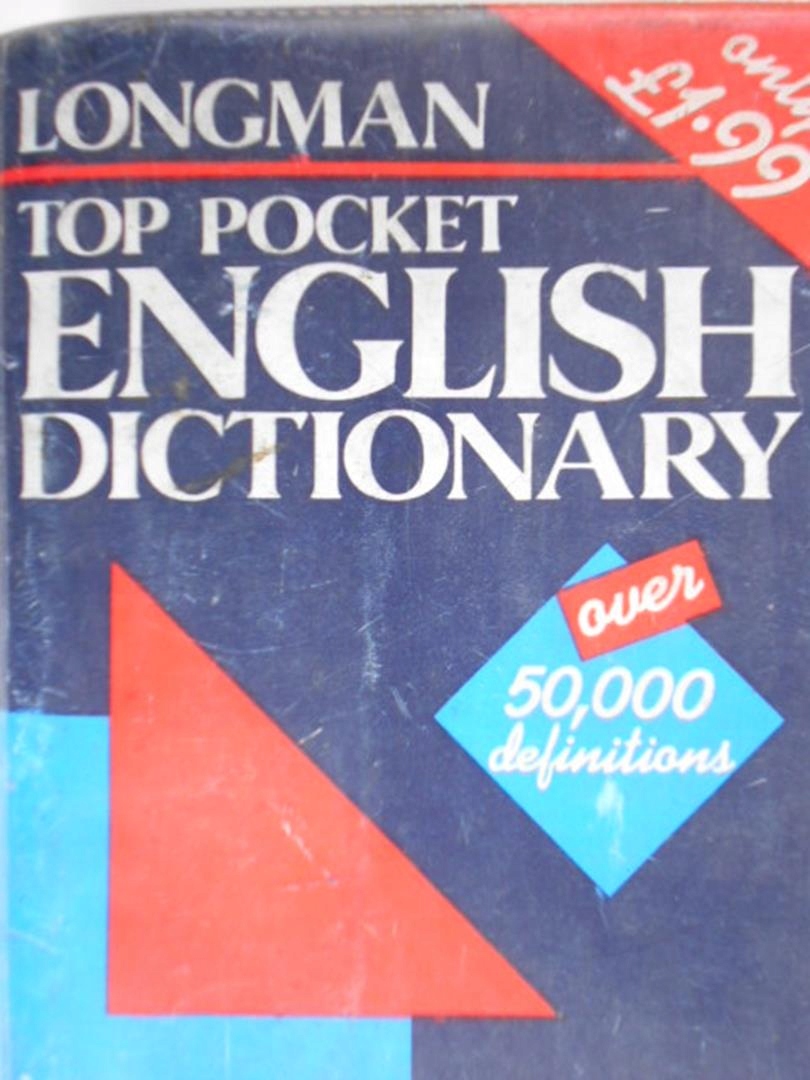 LONGMAN
only
£1.99
TOP POCKET
ENGLISH
DICTIONARY
over
50,000
definitions